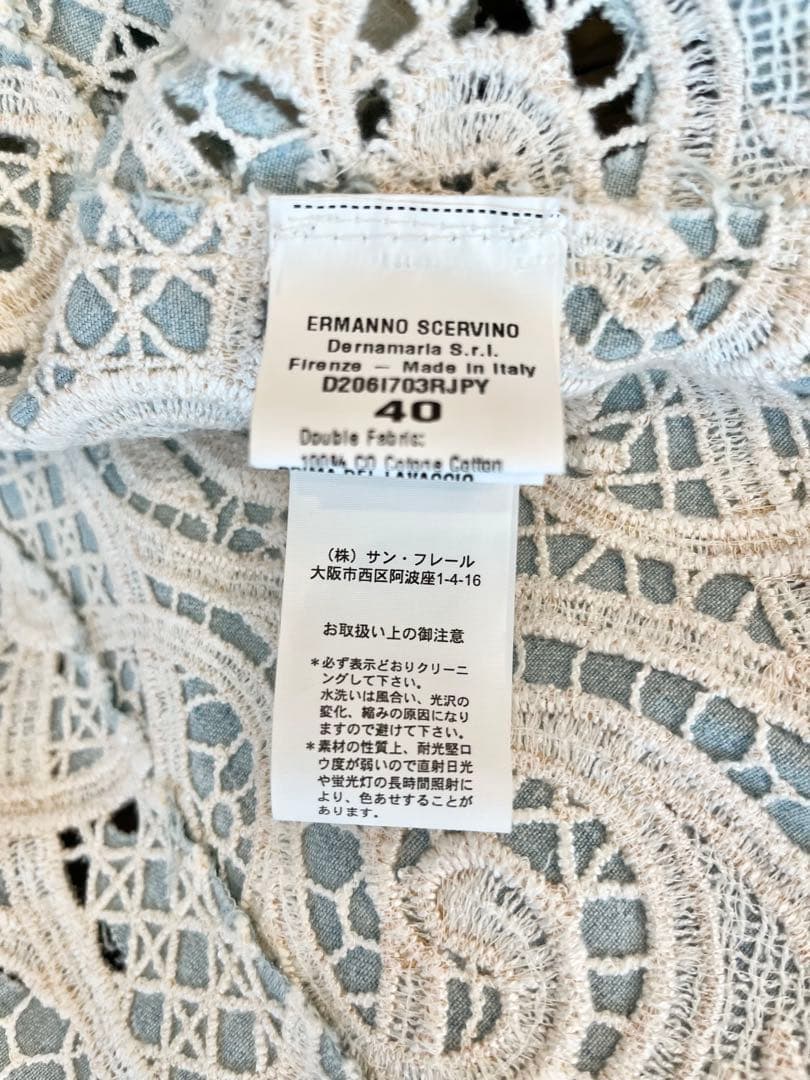 ERMANNO SCERVINO
Dernamaria S.r.l.
Firenze — Made in Italy
D206I703RJPY
40
Double Fabric:
100% CO Cotone Cotton
PRIMA DEL LAVAGGIO
（株）サン・フレール
大阪市西区阿波座1-4-16
お取扱い上の御注意
＊必ず表示どおりクリーニ
ングして下さい。
水洗いは風合い、光沢の
変化、縮みの原因になり
ますので避けて下さい。
＊素材の性質上、耐光堅ロ
ウ度が弱いので直射日光
や蛍光灯の長時間照射に
より、色あせすることが
あります。